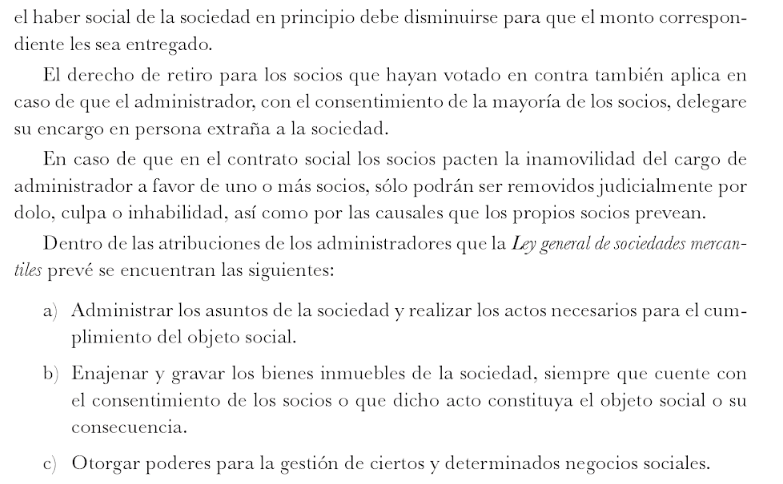 el haber social de la sociedad en principio debe disminuirse para que el monto correspon-
diente les sea entregado.
El derecho de retiro para los socios que hayan votado en contra también aplica en
caso de que el administrador, con el consentimiento de la mayoría de los socios, delegare
su encargo en persona extraña a la sociedad.
En caso de que en el contrato social los socios pacten la inamovilidad del cargo de
administrador a favor de uno o más socios, sólo podrán ser removidos judicialmente por
dolo, culpa o inhabilidad, así como por las causales que los propios socios prevean.
Dentro de las atribuciones de los administradores que la Ley general de sociedades mercan-
tiles prevé se encuentran las siguientes:
a) Administrar los asuntos de la sociedad y realizar los actos necesarios para el cum-
plimiento del objeto social.
b) Enajenar y gravar los bienes inmuebles de la sociedad, siempre que cuente con
el consentimiento de los socios o que dicho acto constituya el objeto social o su
consecuencia.
c) Otorgar poderes para la gestión de ciertos y determinados negocios sociales.